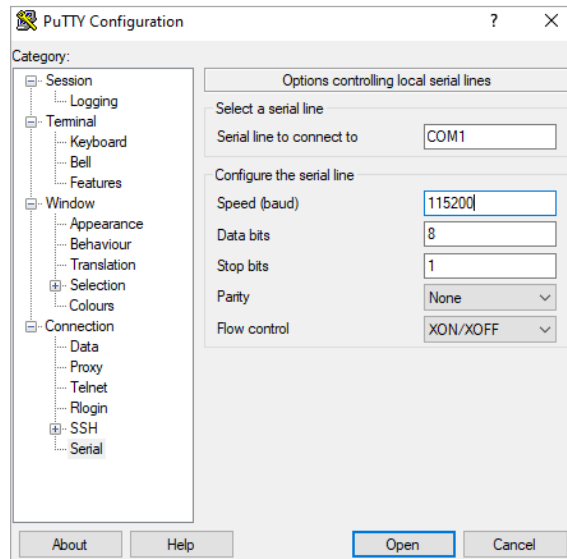 PuTTY Configuration
?
Category:
Session
Logging
Terminal
Keyboard
Bell
Features
Window
Appearance
Behaviour
Translation
Selection
Colours
Connection
Data
Proxy
Telnet
Rlogin
SSH
Serial
Options controlling local serial lines
Select a serial line
Serial line to connect to COM1
Configure the serial line
Speed (baud) 115200
Data bits 8
Stop bits 1
Parity None
Flow control XON/XOFF
About Help Open Cancel